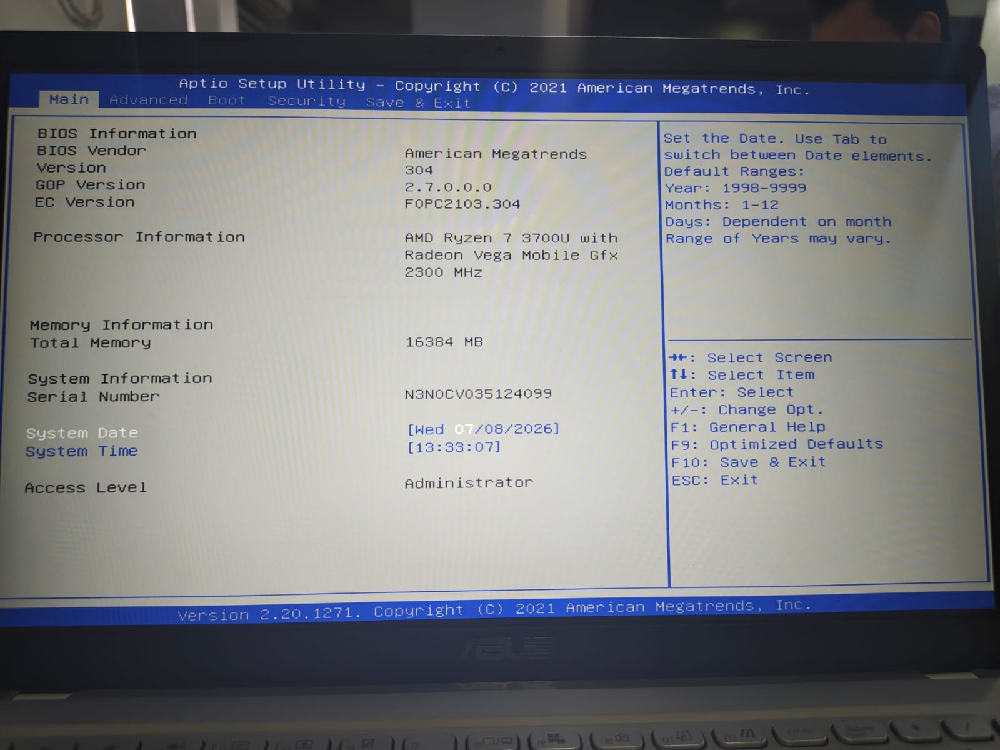 Aptio Setup Utility - Copyright (C) 2021 American Megatrends, Inc.
Main Advanced Boot Security Save & Exit
BIOS Information
BIOS Vendor American Megatrends
Version 304
GOP Version 2.7.0.0.0
EC Version F0PC2103.304
Processor Information AMD Ryzen 7 3700U with
Radeon Vega Mobile Gfx
2300 MHz
Memory Information
Total Memory 16384 MB
System Information
Serial Number N3N0CV035124099
System Date [Wed 07/08/2026]
System Time [13:33:07]
Access Level Administrator
Set the Date. Use Tab to
switch between Date elements.
Default Ranges:
Year: 1998-9999
Months: 1-12
Days: Dependent on month
Range of Years may vary.
→←: Select Screen
↑↓: Select Item
Enter: Select
+/-: Change Opt.
F1: General Help
F9: Optimized Defaults
F10: Save & Exit
ESC: Exit
Version 2.20.1271. Copyright (C) 2021 American Megatrends, Inc.
ASUS